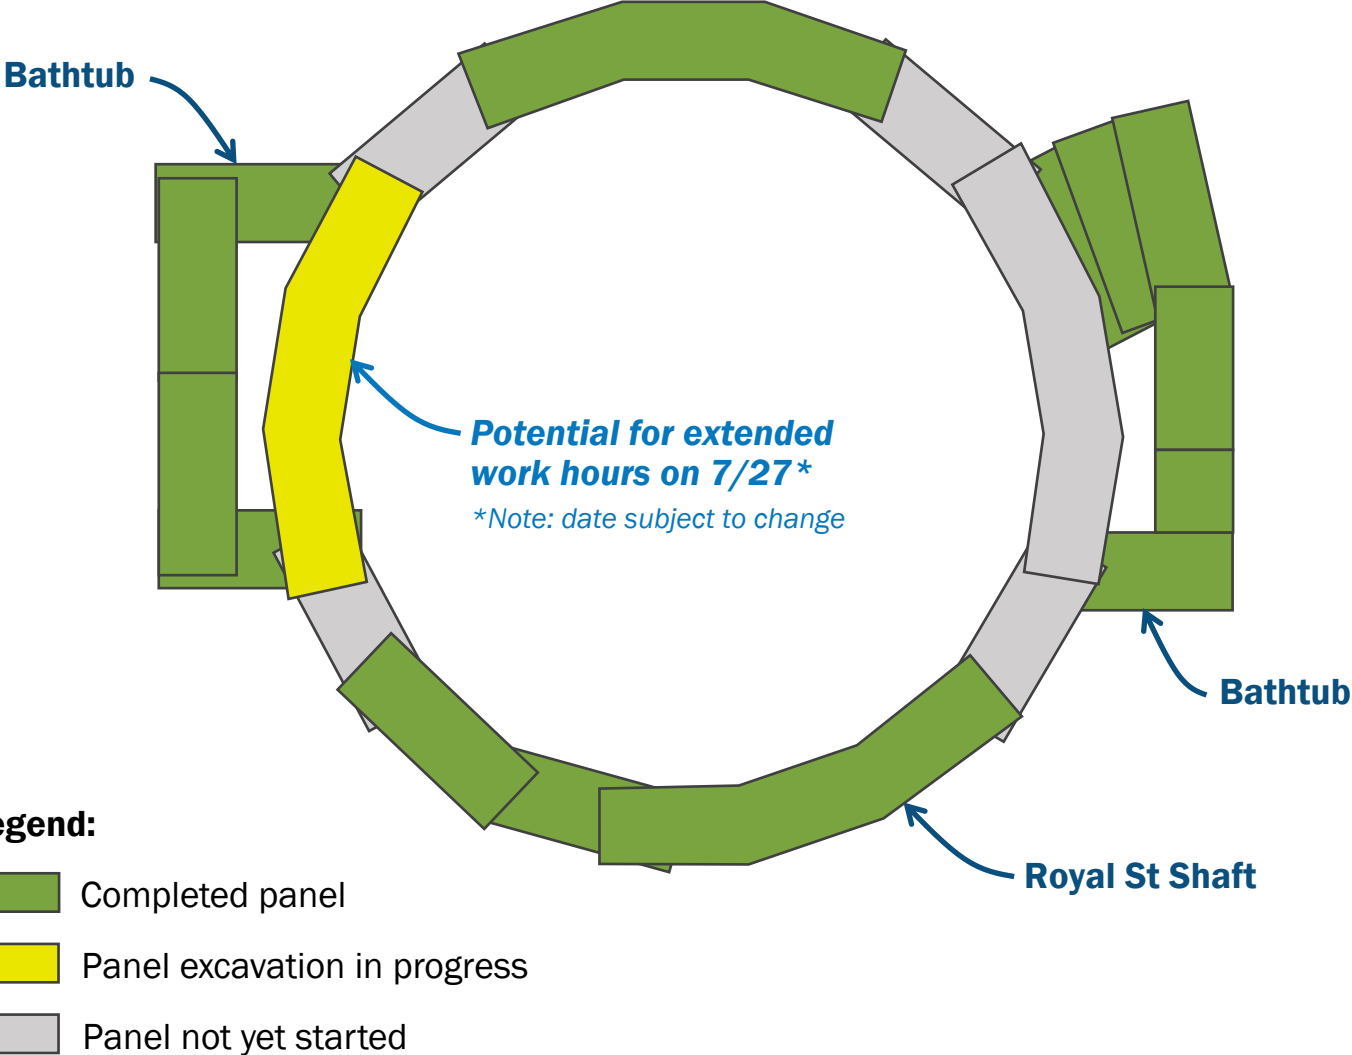 Bathtub
Potential for extended
work hours on 7/27*
*Note: date subject to change
Bathtub
Royal St Shaft
egend:
Completed panel
Panel excavation in progress
Panel not yet started